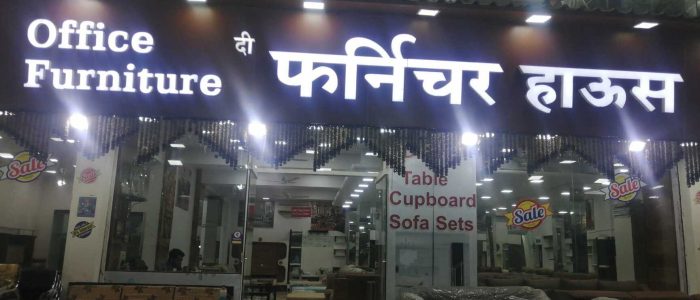 Office
Furniture
दी फर्निचर हाऊस
Sale
Table
Cupboard
Sofa Sets
Sale
Sale